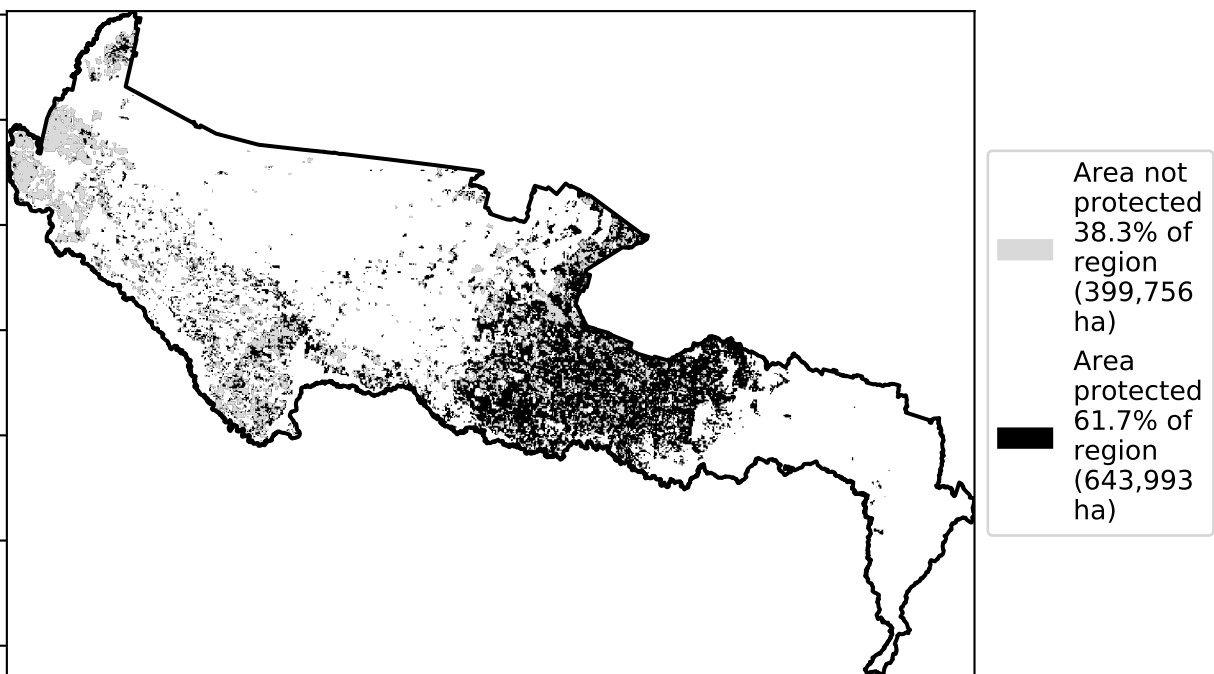 Area not
protected
38.3% of
region
(399,756
ha)
Area
protected
61.7% of
region
(643,993
ha)